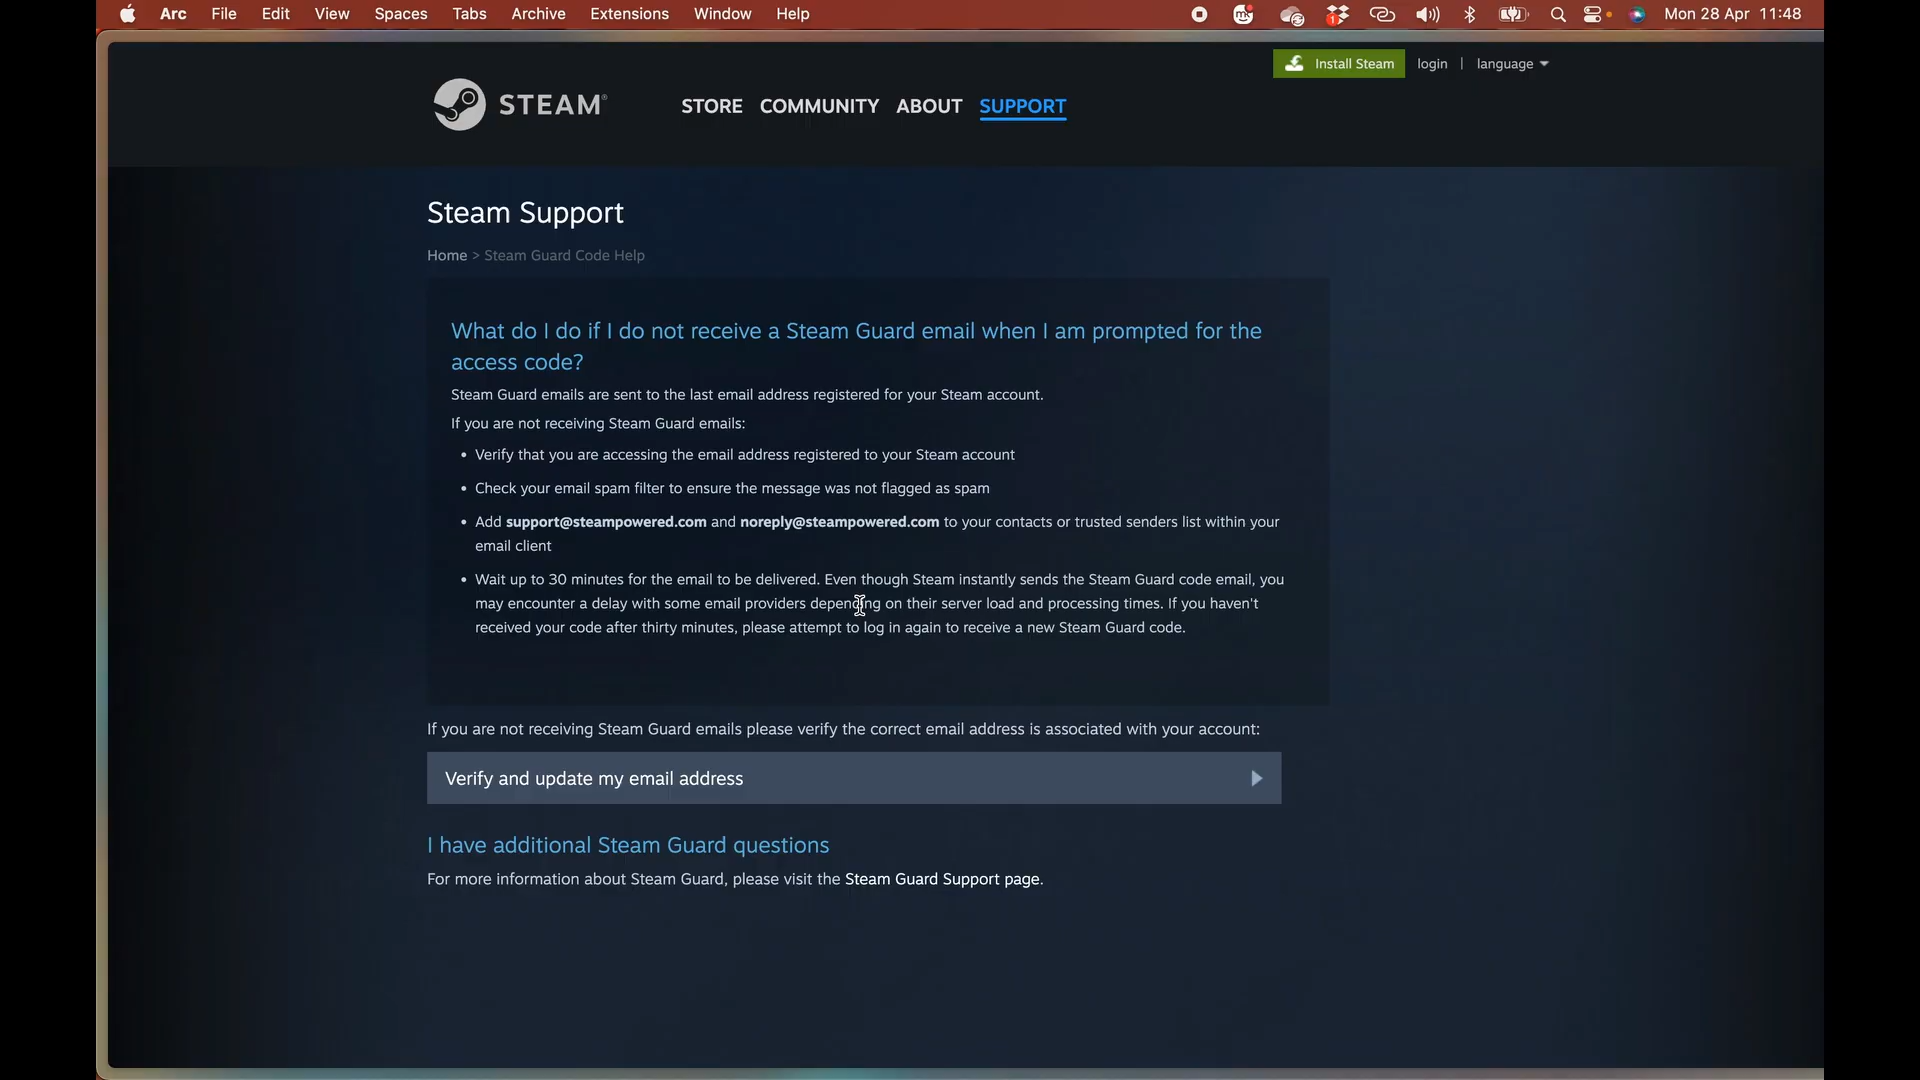 Arc File Edit View Spaces Tabs Archive Extensions Window Help Mon 28 Apr 11:48
Install Steam login | language
STEAM® STORE COMMUNITY ABOUT SUPPORT
Steam Support
Home > Steam Guard Code Help
What do I do if I do not receive a Steam Guard email when I am prompted for the
access code?
Steam Guard emails are sent to the last email address registered for your Steam account.
If you are not receiving Steam Guard emails:
• Verify that you are accessing the email address registered to your Steam account
• Check your email spam filter to ensure the message was not flagged as spam
• Add support@steampowered.com and noreply@steampowered.com to your contacts or trusted senders list within your
email client
• Wait up to 30 minutes for the email to be delivered. Even though Steam instantly sends the Steam Guard code email, you
may encounter a delay with some email providers depending on their server load and processing times. If you haven't
received your code after thirty minutes, please attempt to log in again to receive a new Steam Guard code.
If you are not receiving Steam Guard emails please verify the correct email address is associated with your account:
Verify and update my email address
I have additional Steam Guard questions
For more information about Steam Guard, please visit the Steam Guard Support page.